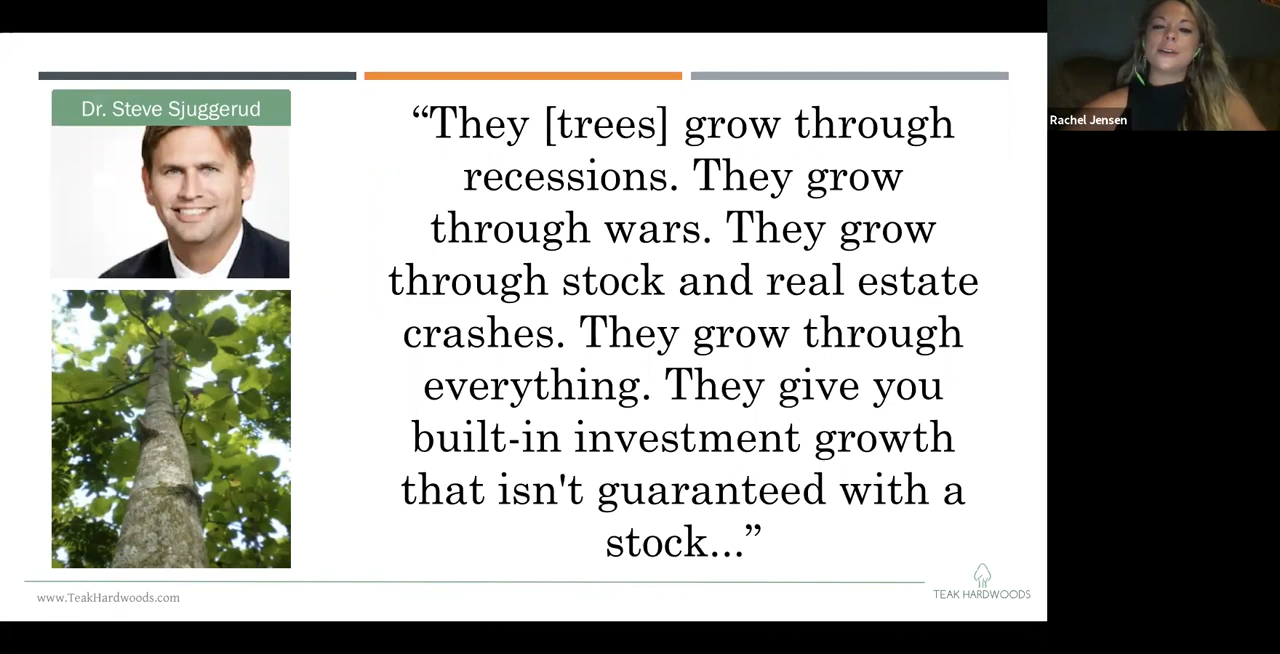 Dr. Steve Sjuggerud
“They [trees] grow through
recessions. They grow
through wars. They grow
through stock and real estate
crashes. They grow through
everything. They give you
built-in investment growth
that isn't guaranteed with a
stock...”
www.TeakHardwoods.com
TEAK HARDWOODS
Rachel Jensen